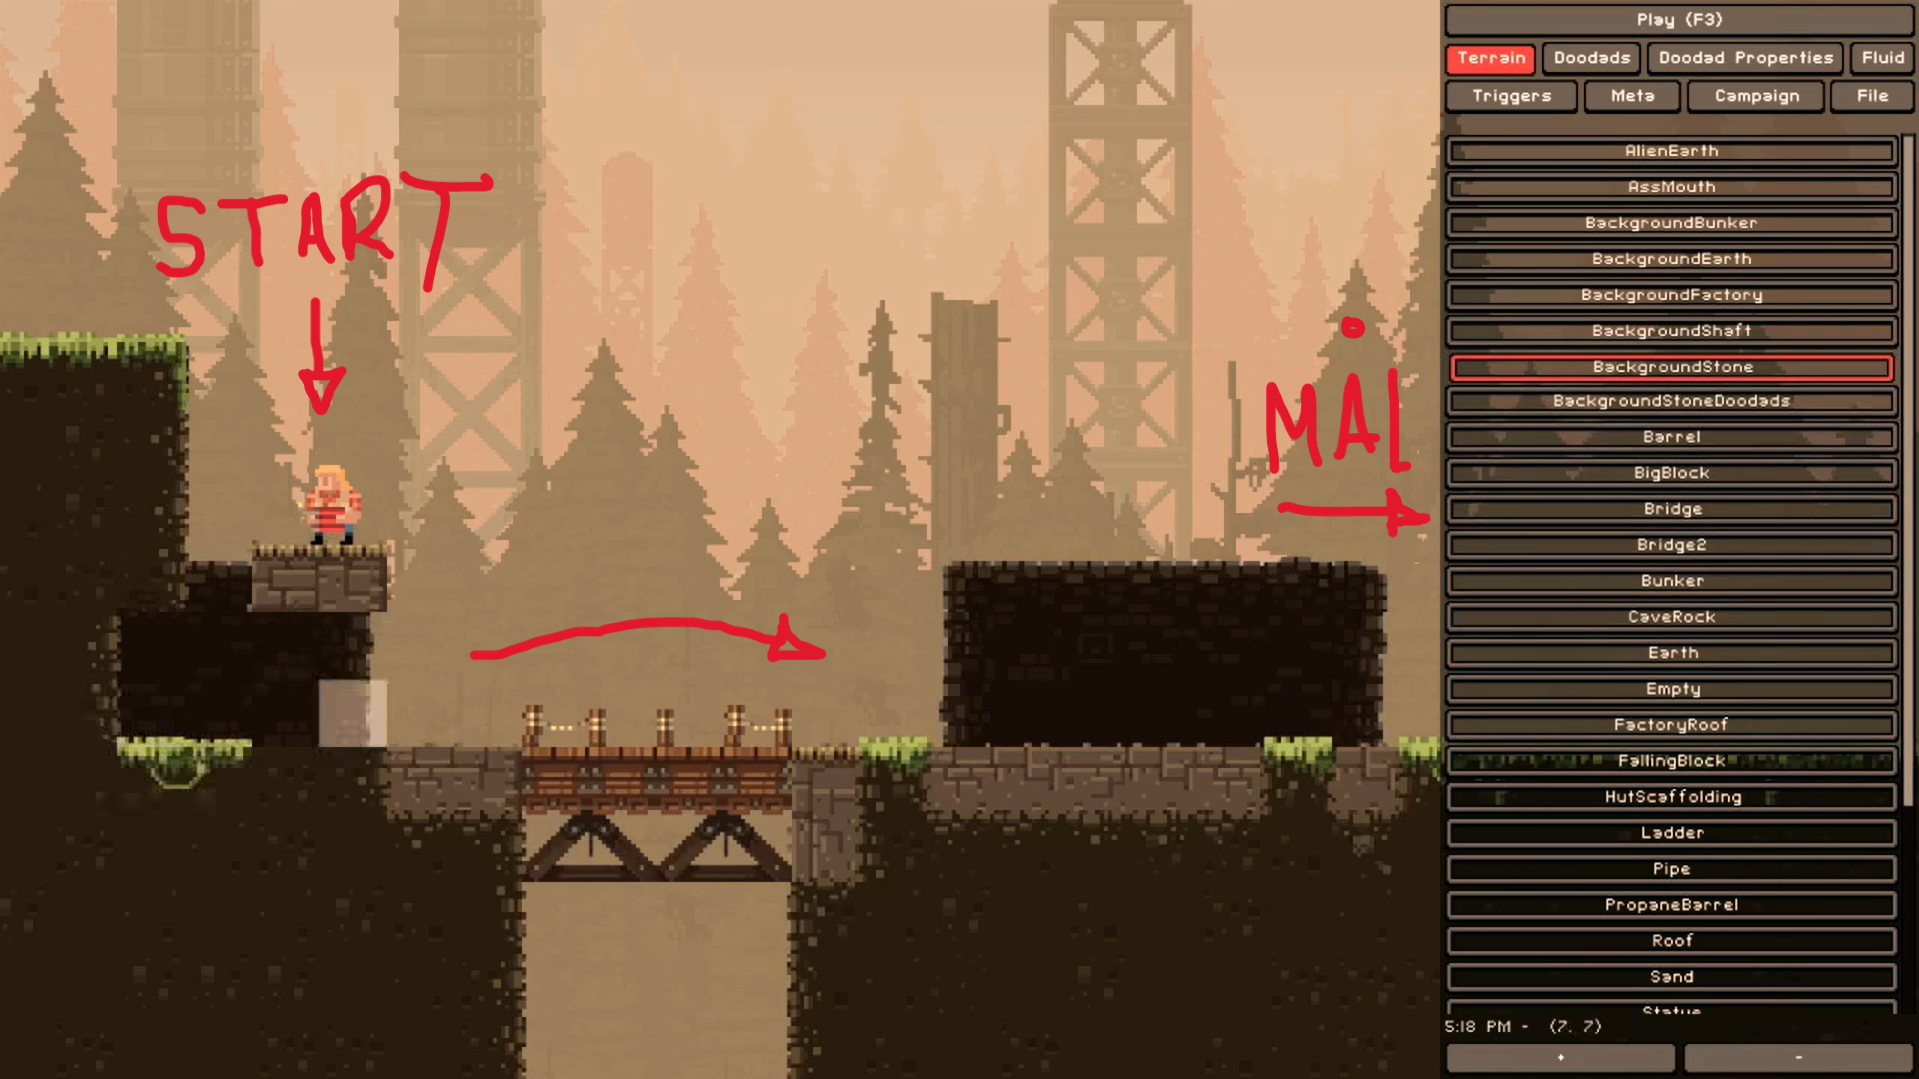 Play (F3)
Terrain Doodads Doodad Properties Fluid
Triggers Meta Campaign File
AlienEarth
AssMouth
BackgroundBunker
BackgroundEarth
BackgroundFactory
BackgroundShaft
BackgroundStone
BackgroundStoneDoodads
Barrel
BigBlock
Bridge
Bridge2
Bunker
CaveRock
Earth
Empty
FactoryRoof
FallingBlock
HutScaffolding
Ladder
Pipe
PropaneBarrel
Roof
Sand
Statue
5:18 PM - (7. 7)
+ -
START
MÅL